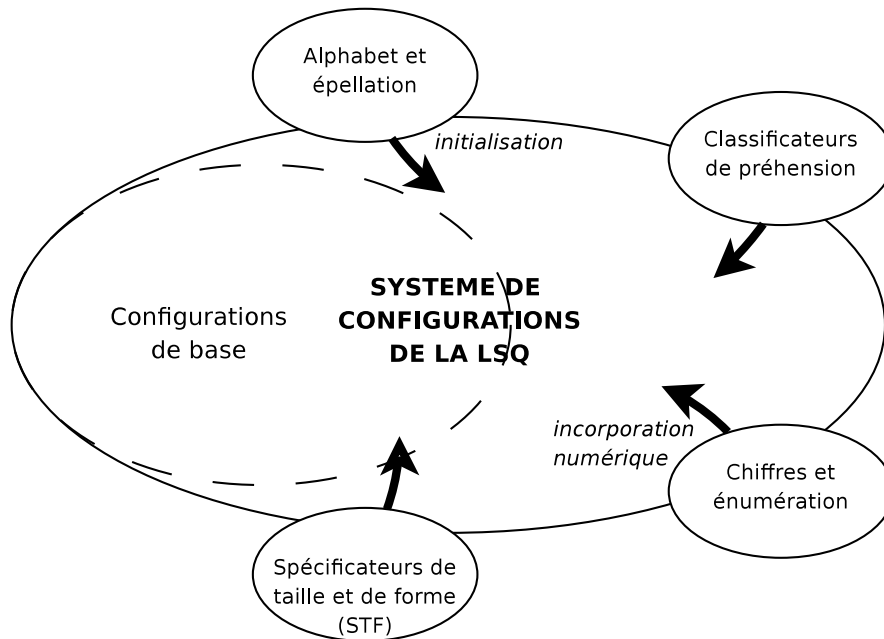 Alphabet et
épellation
initialisation
Classificateurs
de préhension
SYSTEME DE
CONFIGURATIONS
DE LA LSQ
Configurations
de base
incorporation
numérique
Chiffres et
énumération
Spécificateurs de
taille et de forme
(STF)